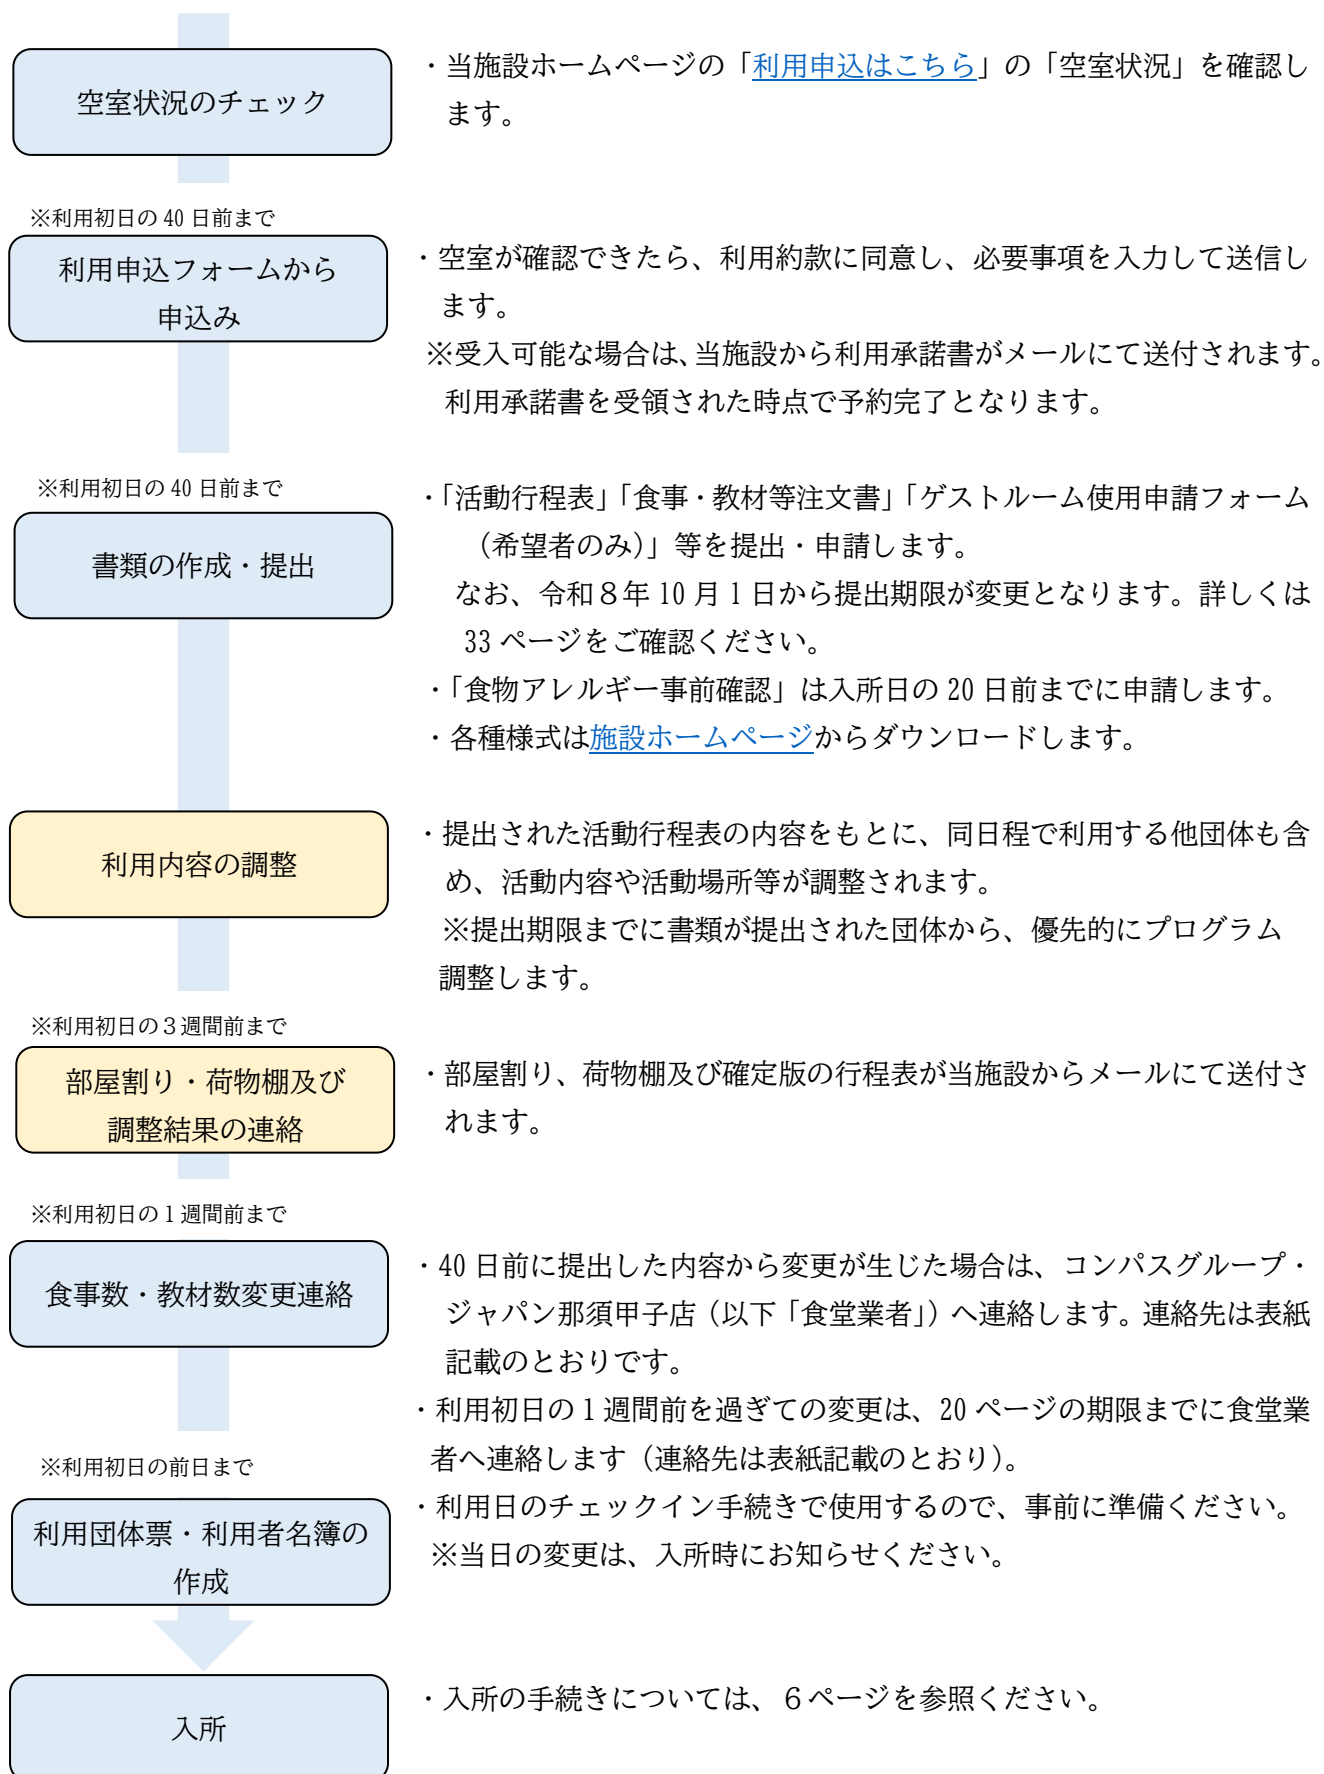 空室状況のチェック
・当施設ホームページの「利用申込はこちら」の「空室状況」を確認し
ます。
※利用初日の 40 日前まで
利用申込フォームから
申込み
・空室が確認できたら、利用約款に同意し、必要事項を入力して送信し
ます。
※受入可能な場合は、当施設から利用承諾書がメールにて送付されます。
利用承諾書を受領された時点で予約完了となります。
※利用初日の 40 日前まで
書類の作成・提出
・「活動行程表」「食事・教材等注文書」「ゲストルーム使用申請フォーム
（希望者のみ）」等を提出・申請します。
なお、令和８年 10 月 1 日から提出期限が変更となります。詳しくは
33 ページをご確認ください。
・「食物アレルギー事前確認」は入所日の 20 日前までに申請します。
・各種様式は施設ホームページからダウンロードします。
利用内容の調整
・提出された活動行程表の内容をもとに、同日程で利用する他団体も含
め、活動内容や活動場所等が調整されます。
※提出期限までに書類が提出された団体から、優先的にプログラム
調整します。
※利用初日の３週間前まで
部屋割り・荷物棚及び
調整結果の連絡
・部屋割り、荷物棚及び確定版の行程表が当施設からメールにて送付さ
れます。
※利用初日の１週間前まで
食事数・教材数変更連絡
・40 日前に提出した内容から変更が生じた場合は、コンパスグループ・
ジャパン那須甲子店（以下「食堂業者」）へ連絡します。連絡先は表紙
記載のとおりです。
・利用初日の１週間前を過ぎての変更は、20 ページの期限までに食堂業
者へ連絡します（連絡先は表紙記載のとおり）。
※利用初日の前日まで
利用団体票・利用者名簿の
作成
・利用日のチェックイン手続きで使用するので、事前に準備ください。
※当日の変更は、入所時にお知らせください。
入所
・入所の手続きについては、６ページを参照ください。